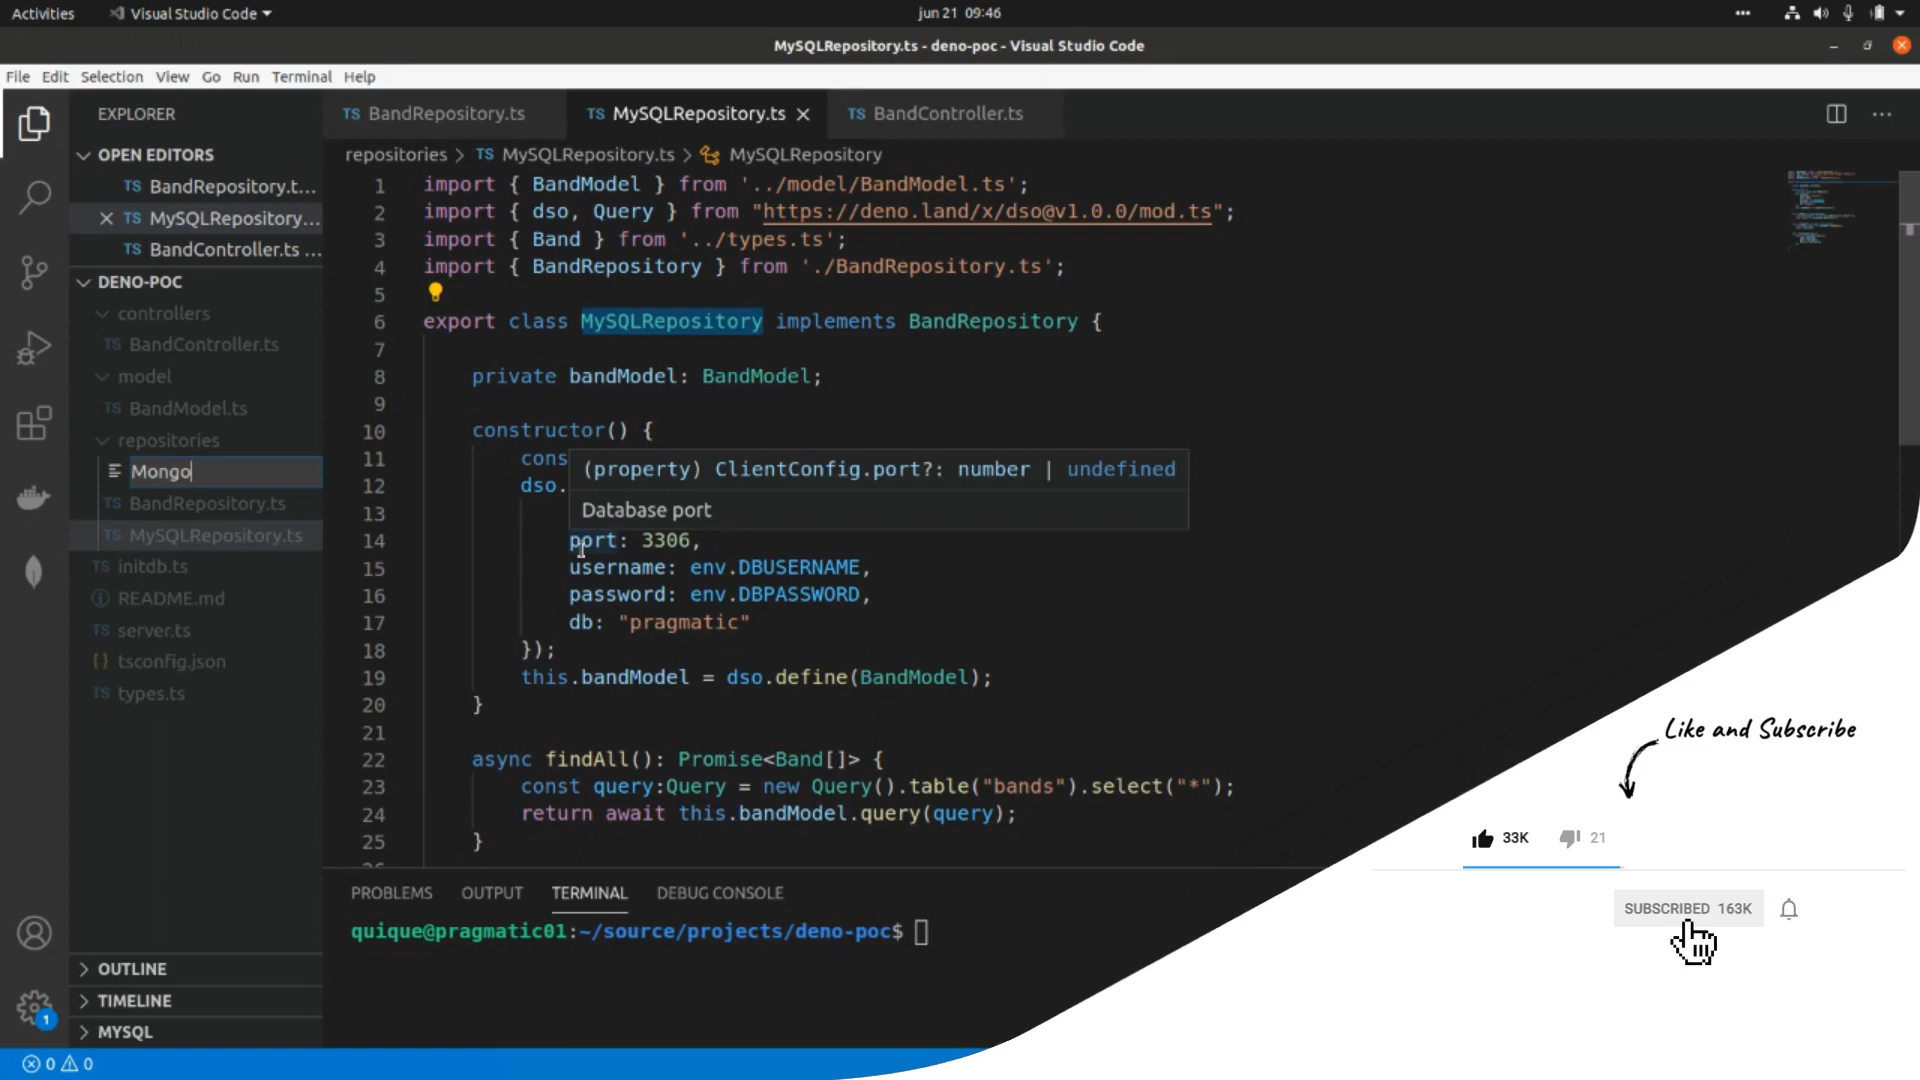 Activities Visual Studio Code jun 21 09:46
MySQLRepository.ts - deno-poc - Visual Studio Code
File Edit Selection View Go Run Terminal Help
EXPLORER
OPEN EDITORS
BandRepository.t...
MySQLRepository...
BandController.ts ...
DENO-POC
controllers
TS BandController.ts
model
TS BandModel.ts
repositories
Mongo
TS BandRepository.ts
TS MySQLRepository.ts
TS initdb.ts
README.md
TS server.ts
{} tsconfig.json
TS types.ts
OUTLINE
TIMELINE
MYSQL
1
0 0
TS BandRepository.ts TS MySQLRepository.ts TS BandController.ts
repositories > TS MySQLRepository.ts > MySQLRepository
1 import { BandModel } from '../model/BandModel.ts';
2 import { dso, Query } from "https://deno.land/x/dso@v1.0.0/mod.ts";
3 import { Band } from '../types.ts';
4 import { BandRepository } from './BandRepository.ts';
5
6 export class MySQLRepository implements BandRepository {
7
8 private bandModel: BandModel;
9
10 constructor() {
11 cons
12 dso.
(property) ClientConfig.port?: number | undefined
Database port
13
14 port: 3306,
15 username: env.DBUSERNAME,
16 password: env.DBPASSWORD,
17 db: "pragmatic"
18 });
19 this.bandModel = dso.define(BandModel);
20 }
21
22 async findAll(): Promise<Band[]> {
23 const query:Query = new Query().table("bands").select("*");
24 return await this.bandModel.query(query);
25 }
PROBLEMS OUTPUT TERMINAL DEBUG CONSOLE
quique@pragmatic01:~/source/projects/deno-poc$
Like and Subscribe
33K 21
SUBSCRIBED 163K